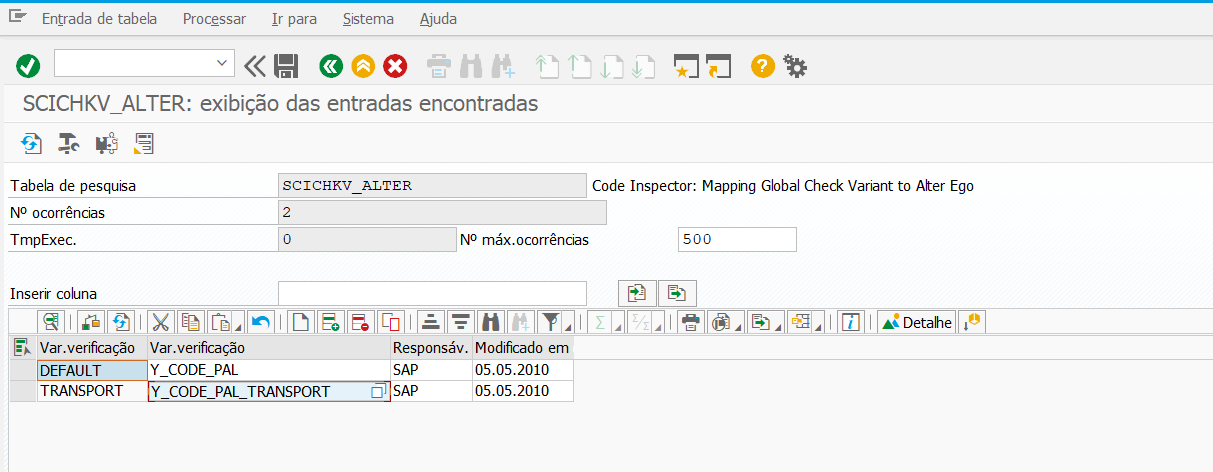 Entrada de tabela Processar Ir para Sistema Ajuda
SCICHKV_ALTER: exibição das entradas encontradas
Tabela de pesquisa SCICHKV_ALTER Code Inspector: Mapping Global Check Variant to Alter Ego
Nº ocorrências 2
TmpExec. 0 Nº máx.ocorrências 500
Inserir coluna
Detalhe
Var.verificação Var.verificação Responsáv. Modificado em
DEFAULT Y_CODE_PAL SAP 05.05.2010
TRANSPORT Y_CODE_PAL_TRANSPORT SAP 05.05.2010